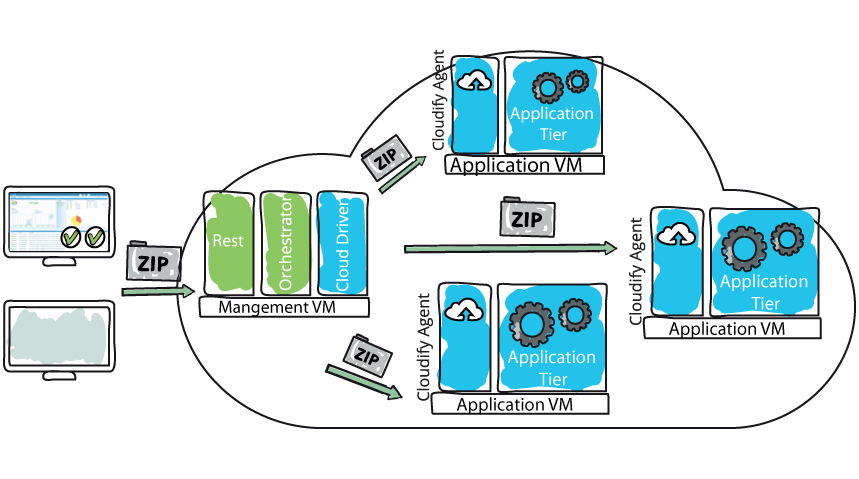 ZIP
Rest
Orchestrator
Cloud Driver
Mangement VM
ZIP
Cloudify Agent
Application
Tier
Application VM
ZIP
Cloudify Agent
Application
Tier
Application VM
ZIP
Cloudify Agent
Application
Tier
Application VM